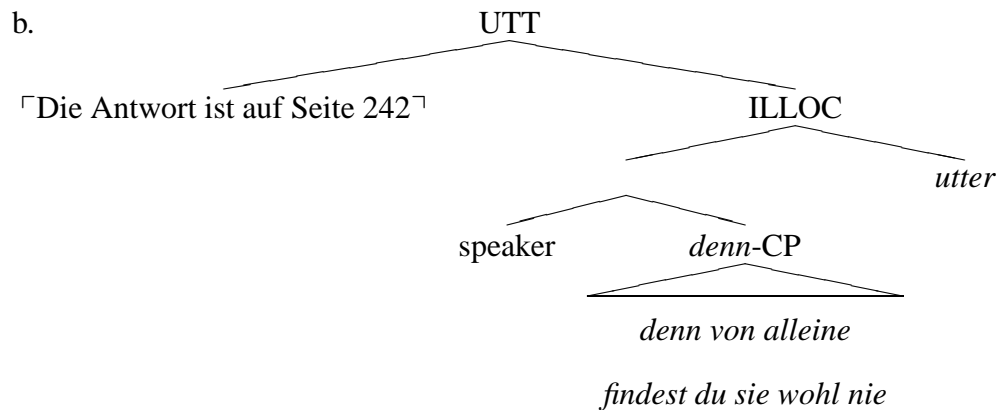 b.
UTT
⌜Die Antwort ist auf Seite 242⌝
ILLOC
utter
speaker
denn-CP
denn von alleine
findest du sie wohl nie